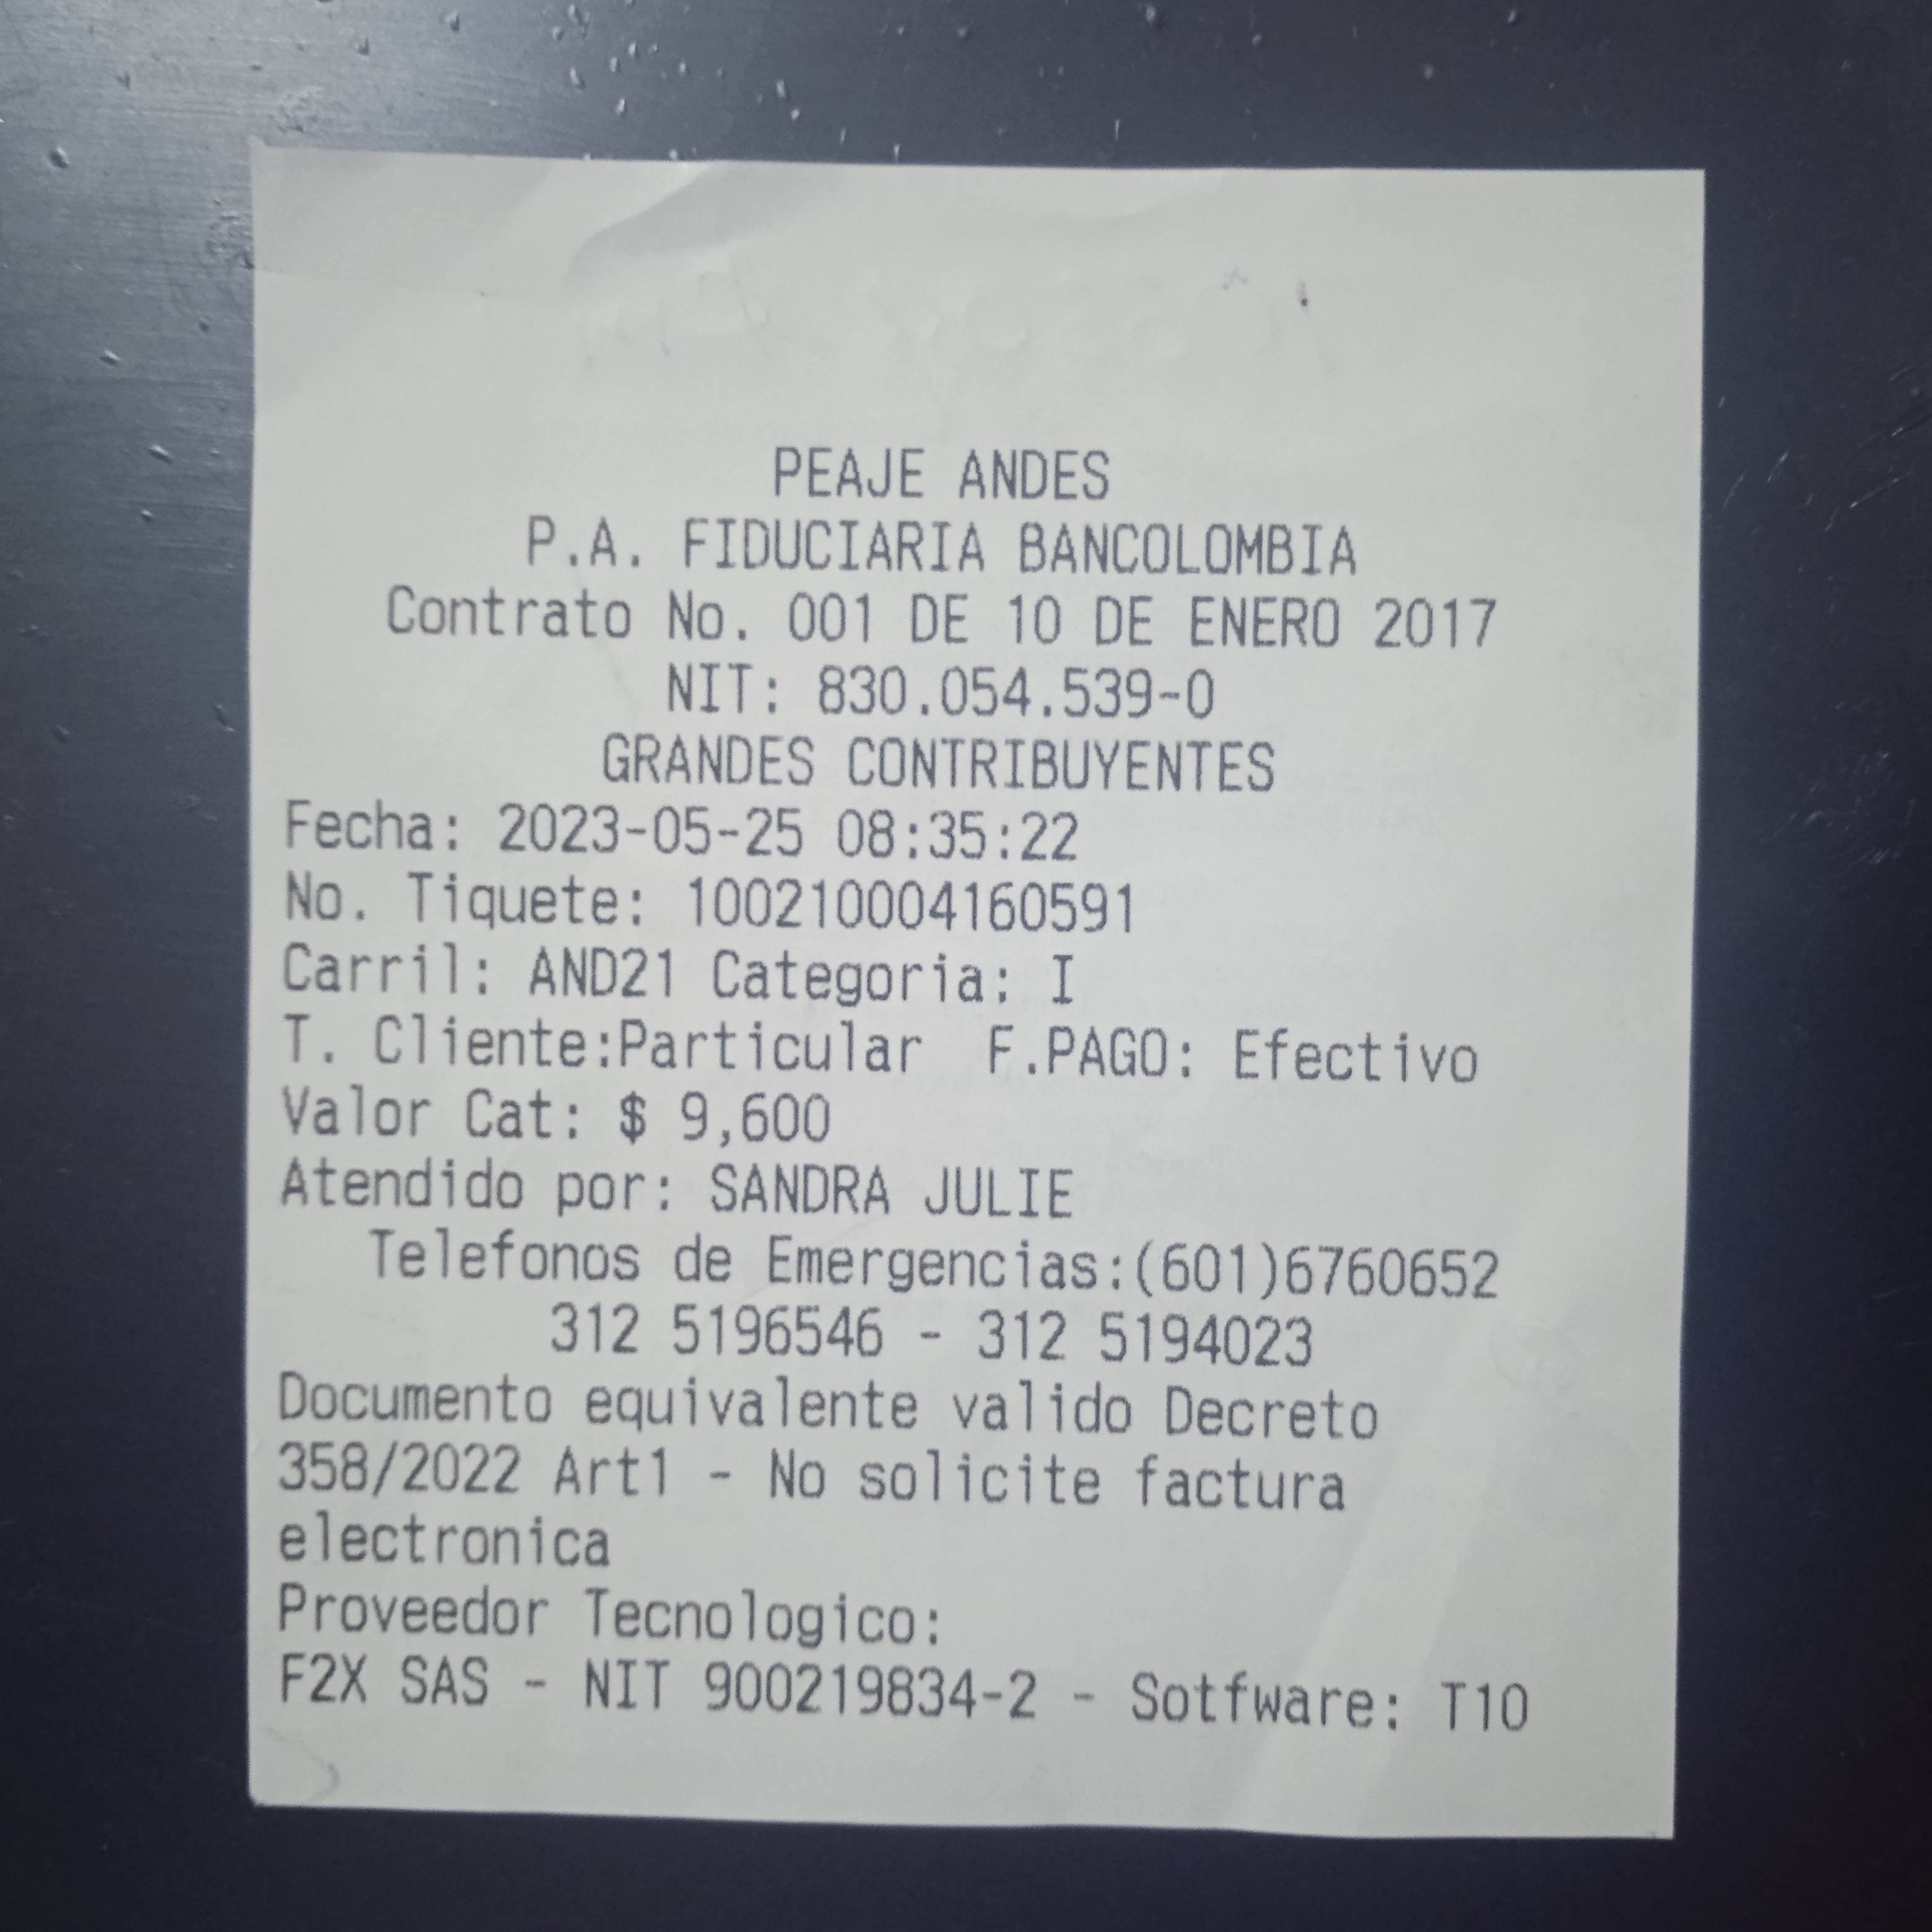 PEAJE ANDES
P.A. FIDUCIARIA BANCOLOMBIA
Contrato No. 001 DE 10 DE ENERO 2017
NIT: 830.054.539-0
GRANDES CONTRIBUYENTES
Fecha: 2023-05-25 08:35:22
No. Tiquete: 100210004160591
Carril: AND21 Categoria: I
T. Cliente:Particular F.PAGO: Efectivo
Valor Cat: $ 9,600
Atendido por: SANDRA JULIE
Telefonos de Emergencias:(601)6760652
312 5196546 - 312 5194023
Documento equivalente valido Decreto
358/2022 Art1 - No solicite factura
electronica
Proveedor Tecnologico:
F2X SAS - NIT 900219834-2 - Sotfware: T10